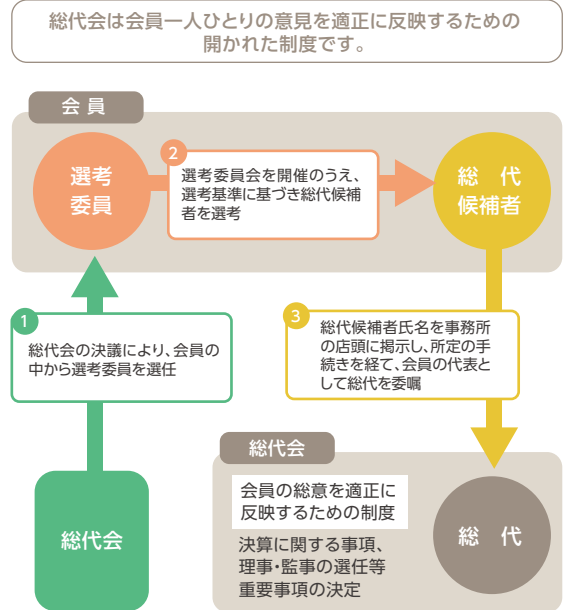 総代会は会員一人ひとりの意見を適正に反映するための
開かれた制度です。
会 員
選考
委員
2
選考委員会を開催のうえ、
選考基準に基づき総代候補
者を選考
総 代
候補者
1
総代会の決議により、会員の
中から選考委員を選任
3
総代候補者氏名を事務所
の店頭に掲示し、所定の手
続きを経て、会員の代表と
して総代を委嘱
総代会
総代会
会員の総意を適正に
反映するための制度
決算に関する事項、
理事・監事の選任等
重要事項の決定
総 代